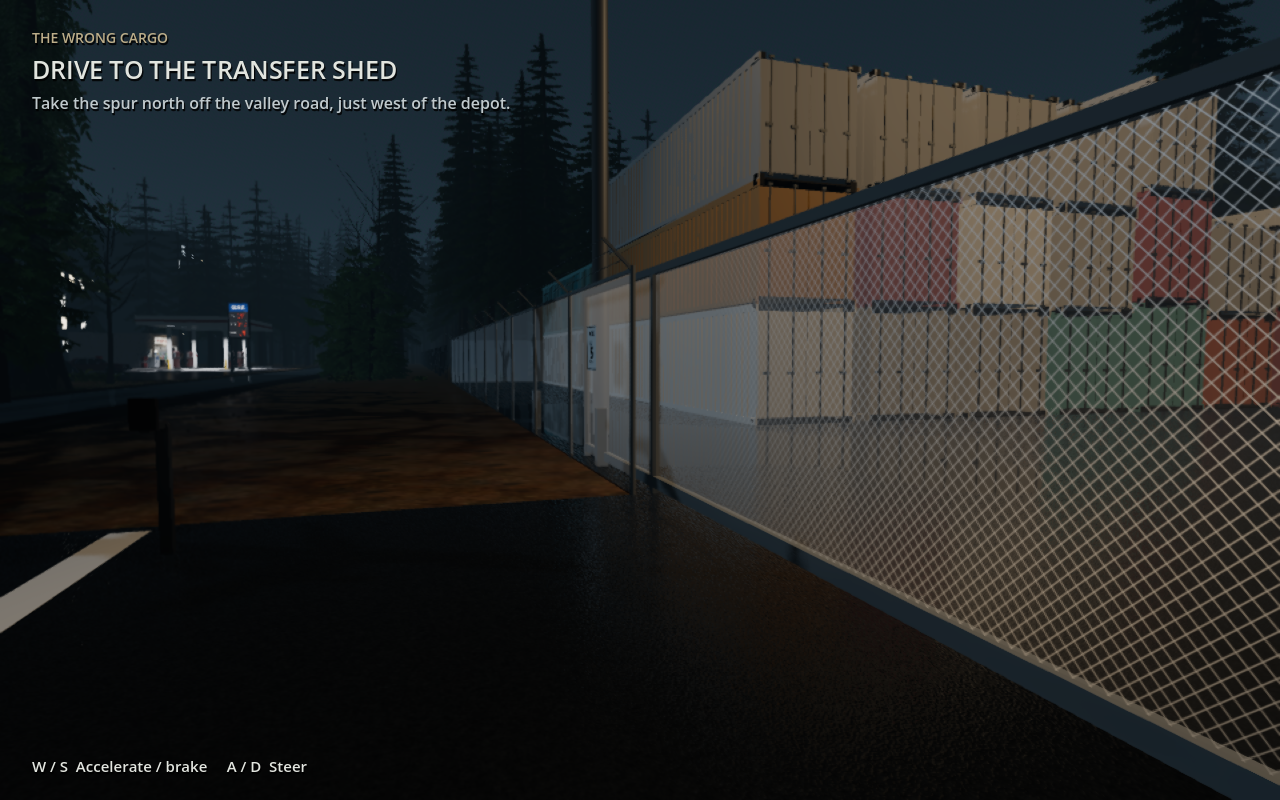 THE WRONG CARGO
DRIVE TO THE TRANSFER SHED
Take the spur north off the valley road, just west of the depot.
W / S Accelerate / brake A / D Steer